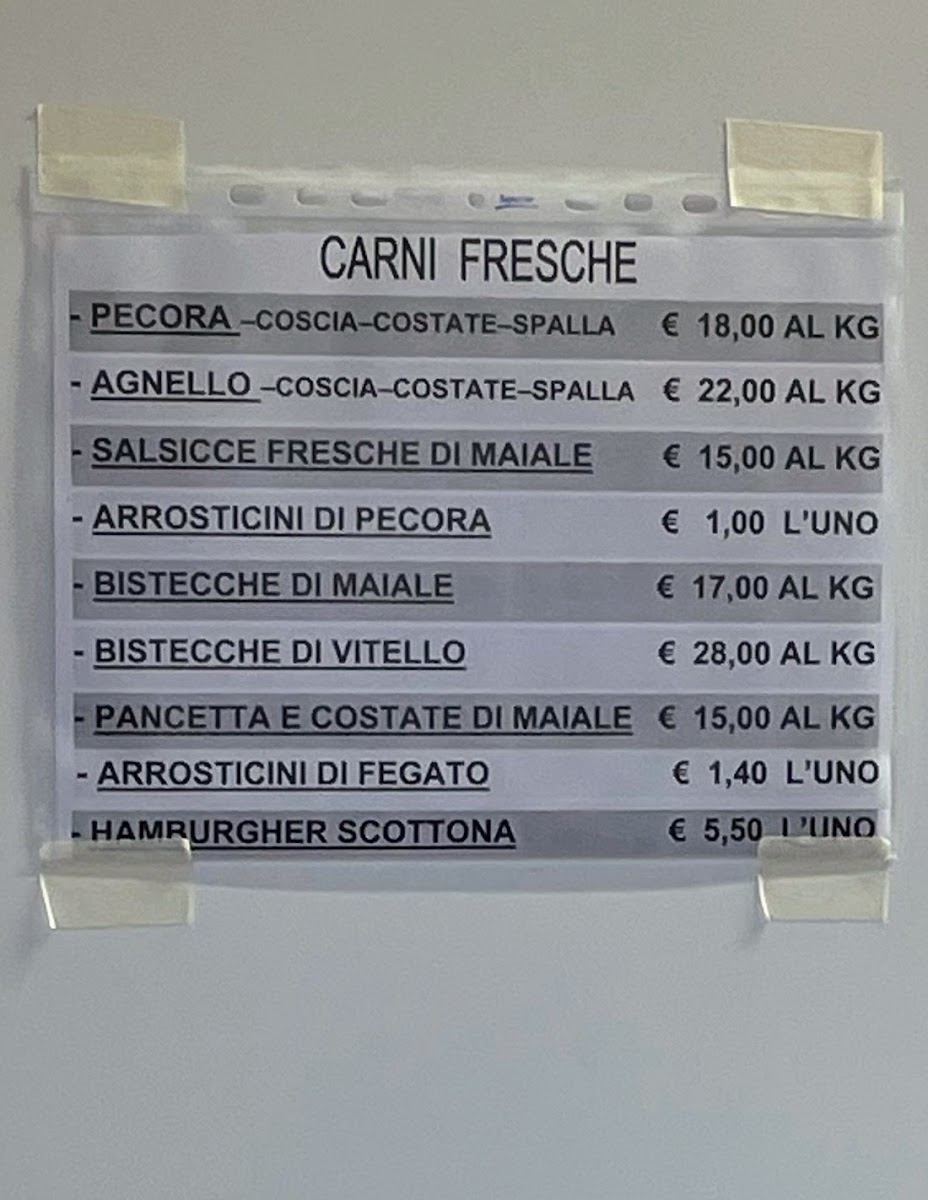 CARNI FRESCHE
- PECORA –COSCIA–COSTATE–SPALLA € 18,00 AL KG
- AGNELLO –COSCIA–COSTATE–SPALLA € 22,00 AL KG
- SALSICCE FRESCHE DI MAIALE € 15,00 AL KG
- ARROSTICINI DI PECORA € 1,00 L'UNO
- BISTECCHE DI MAIALE € 17,00 AL KG
- BISTECCHE DI VITELLO € 28,00 AL KG
- PANCETTA E COSTATE DI MAIALE € 15,00 AL KG
- ARROSTICINI DI FEGATO € 1,40 L'UNO
- HAMBURGHER SCOTTONA € 5,50 L'UNO